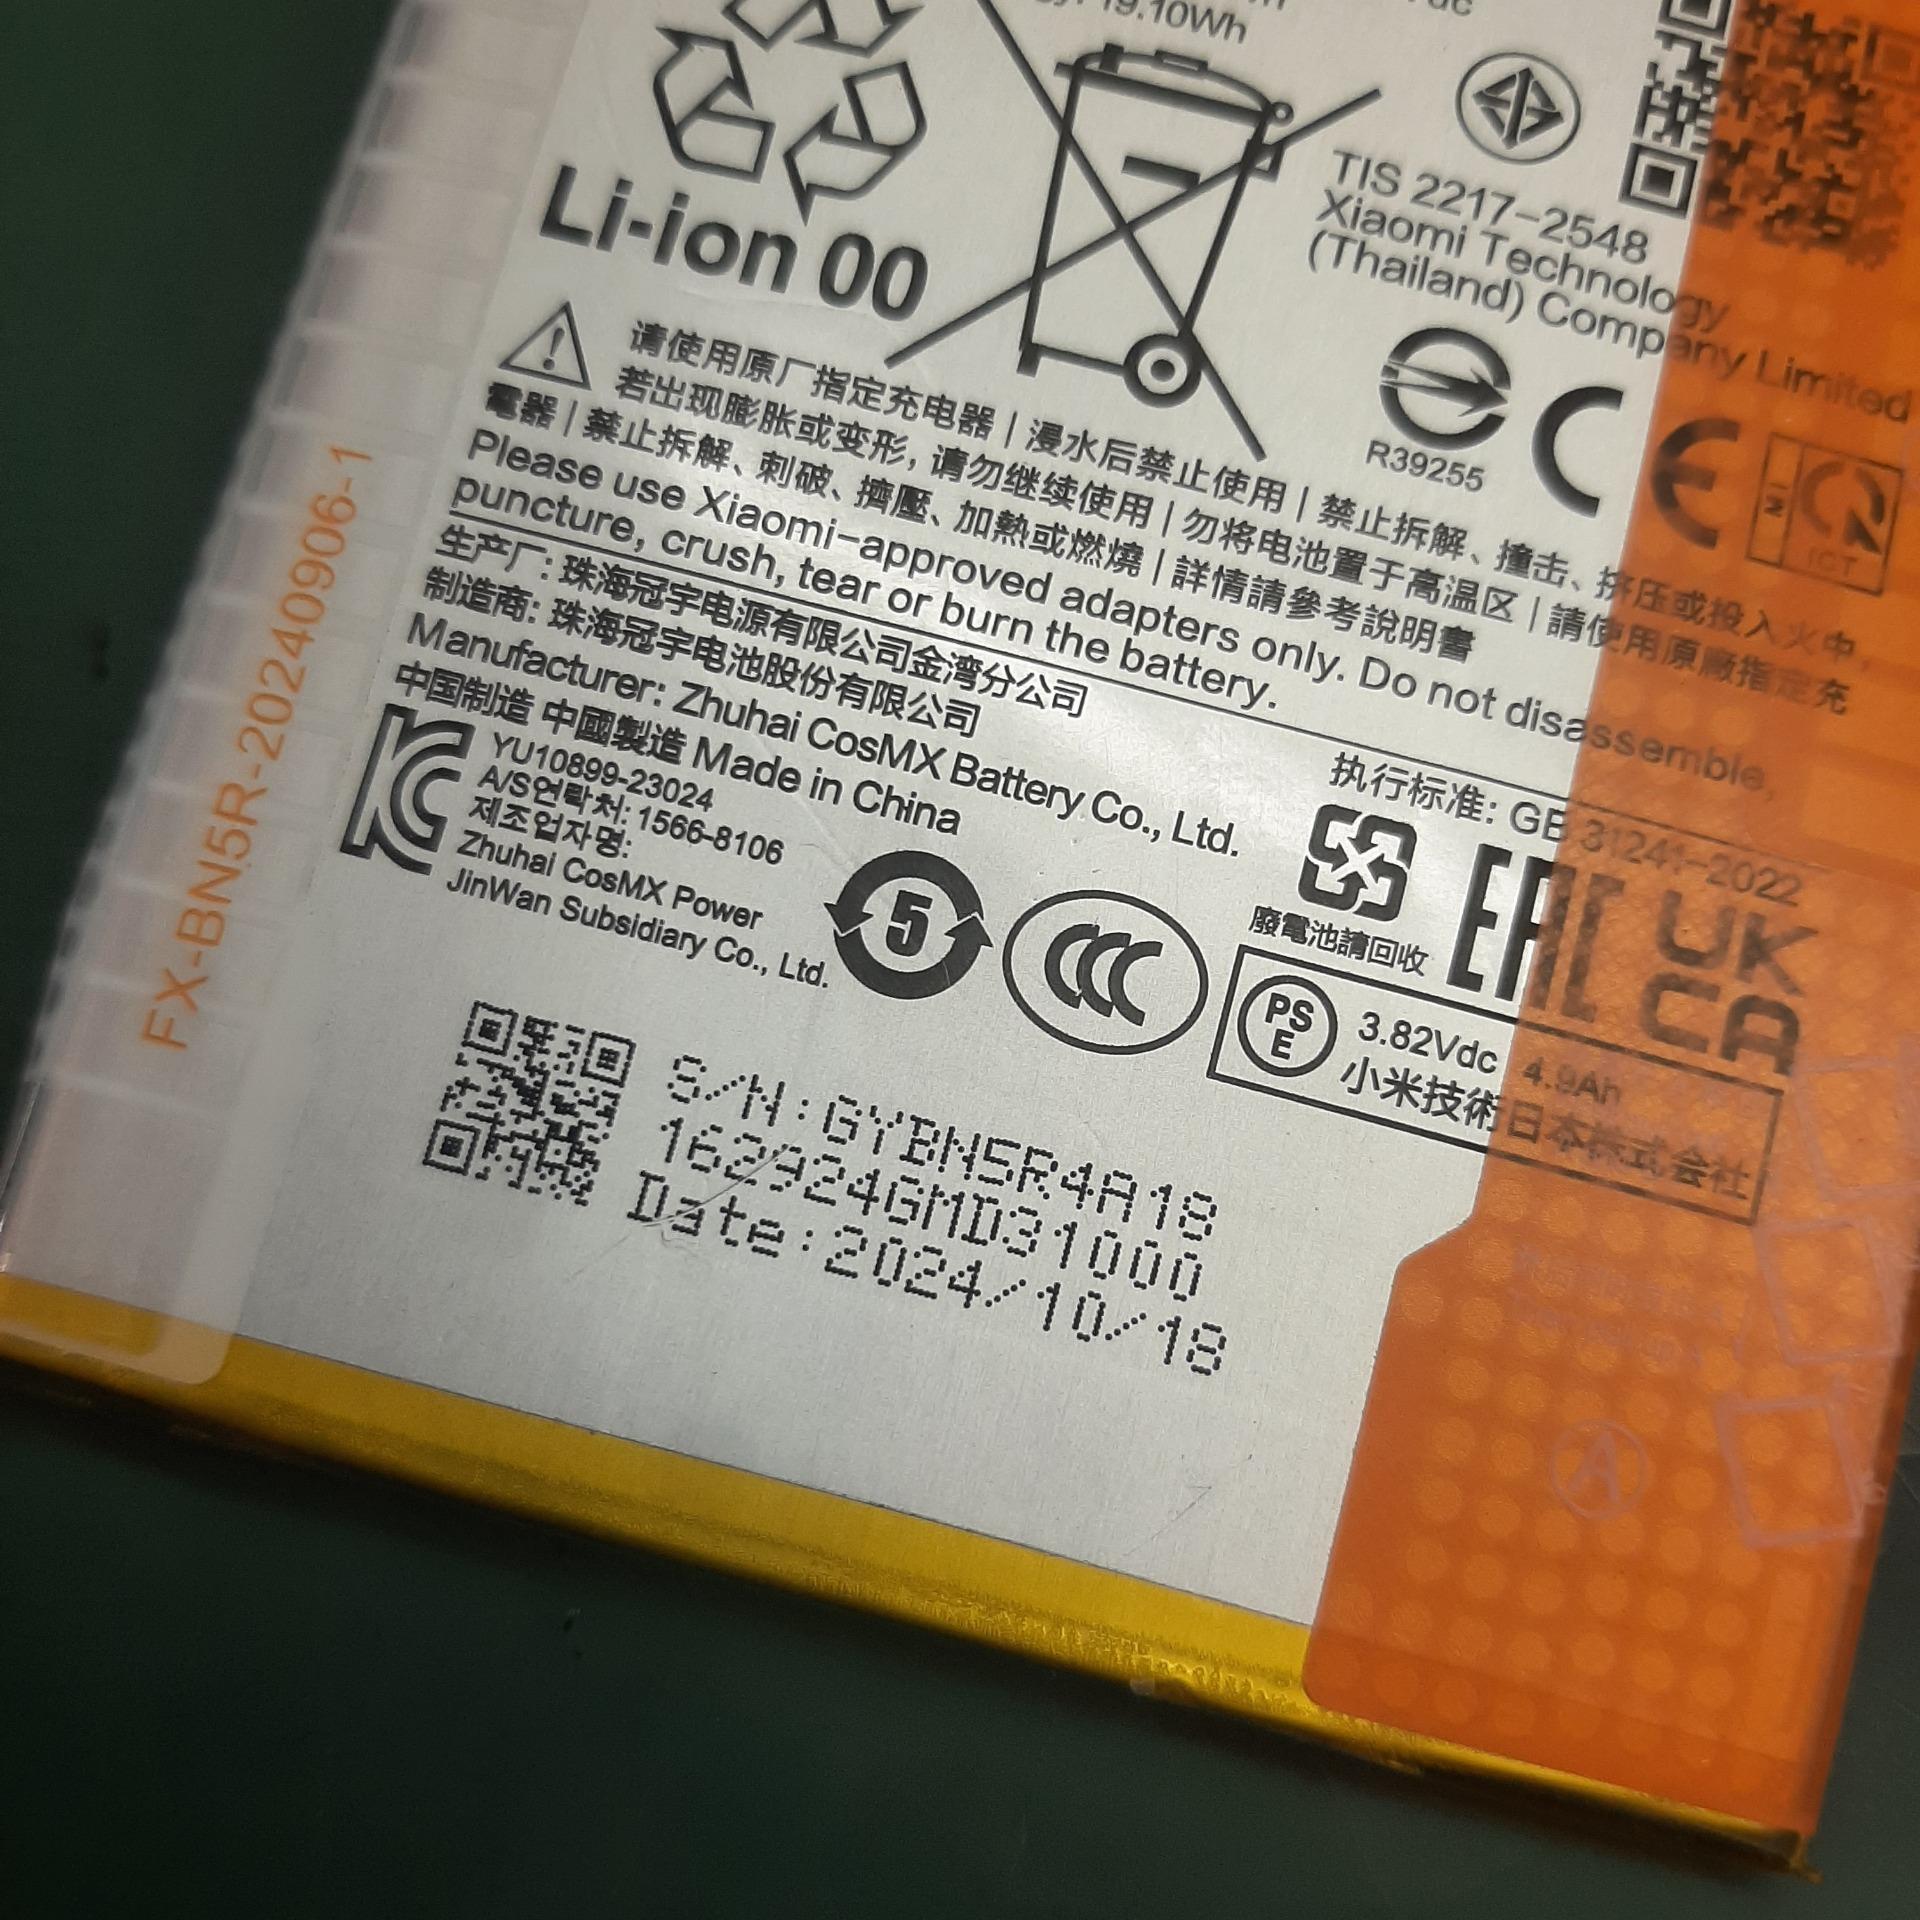 19.10Wh
Li-ion 00
TIS 2217-2548
Xiaomi Technology
(Thailand) Company Limited
R39255
CE
ICT
请使用原厂指定充电器 | 浸水后禁止使用 | 禁止拆解、撞击、挤压或投入火中,
若出现膨胀或变形, 请勿继续使用 | 勿将电池置于高温区 | 請使用原廠指定充
電器 | 禁止拆解、刺破、擠壓、加熱或燃燒 | 詳情請參考說明書
Please use Xiaomi-approved adapters only. Do not disassemble,
puncture, crush, tear or burn the battery.
生产厂: 珠海冠宇电源有限公司金湾分公司
制造商: 珠海冠宇电池股份有限公司
Manufacturer: Zhuhai CosMX Battery Co., Ltd.
中国制造 中國製造 Made in China
执行标准: GB 31241-2022
YU10899-23024
A/S연락처: 1566-8106
제조업자명:
Zhuhai CosMX Power
JinWan Subsidiary Co., Ltd.
5
CCC
廢電池請回收
EAC
UK
CA
PS
E
3.82Vdc 4.9Ah
小米技術日本株式会社
S/N:GYBN5R4A18
162924GMD31000
Date:2024/10/18
FX-BN5R-20240906-1
A